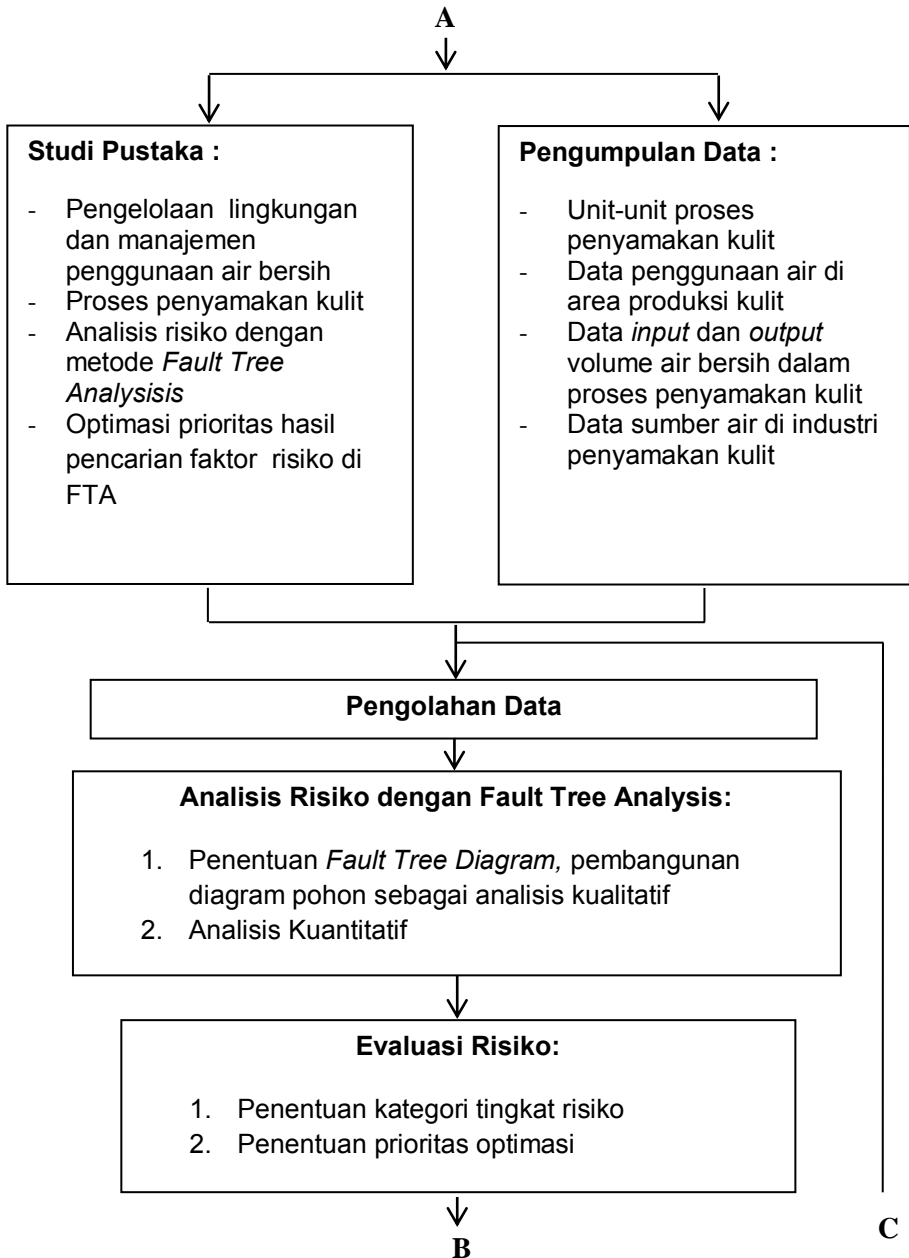 A
Studi Pustaka :
- Pengelolaan lingkungan
dan manajemen
penggunaan air bersih
- Proses penyamakan kulit
- Analisis risiko dengan
metode Fault Tree
Analysisis
- Optimasi prioritas hasil
pencarian faktor risiko di
FTA
Pengumpulan Data :
- Unit-unit proses
penyamakan kulit
- Data penggunaan air di
area produksi kulit
- Data input dan output
volume air bersih dalam
proses penyamakan kulit
- Data sumber air di industri
penyamakan kulit
Pengolahan Data
Analisis Risiko dengan Fault Tree Analysis:
1. Penentuan Fault Tree Diagram, pembangunan
diagram pohon sebagai analisis kualitatif
2. Analisis Kuantitatif
Evaluasi Risiko:
1. Penentuan kategori tingkat risiko
2. Penentuan prioritas optimasi
B
C